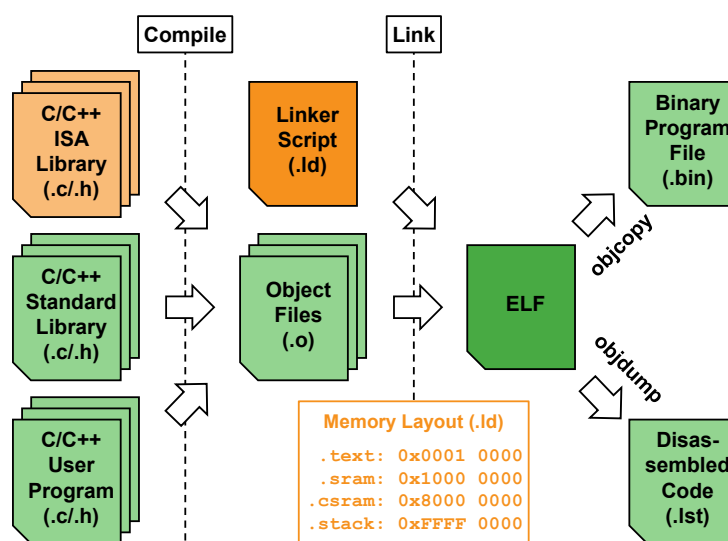 Compile
Link
C/C++
ISA
Library
(.c/.h)
Linker
Script
(.ld)
Binary
Program
File
(.bin)
objcopy
C/C++
Standard
Library
(.c/.h)
Object
Files
(.o)
ELF
objdump
C/C++
User
Program
(.c/.h)
Memory Layout (.ld)
.text: 0x0001 0000
.sram: 0x1000 0000
.csram: 0x8000 0000
.stack: 0xFFFF 0000
Disas-
sembled
Code
(.lst)